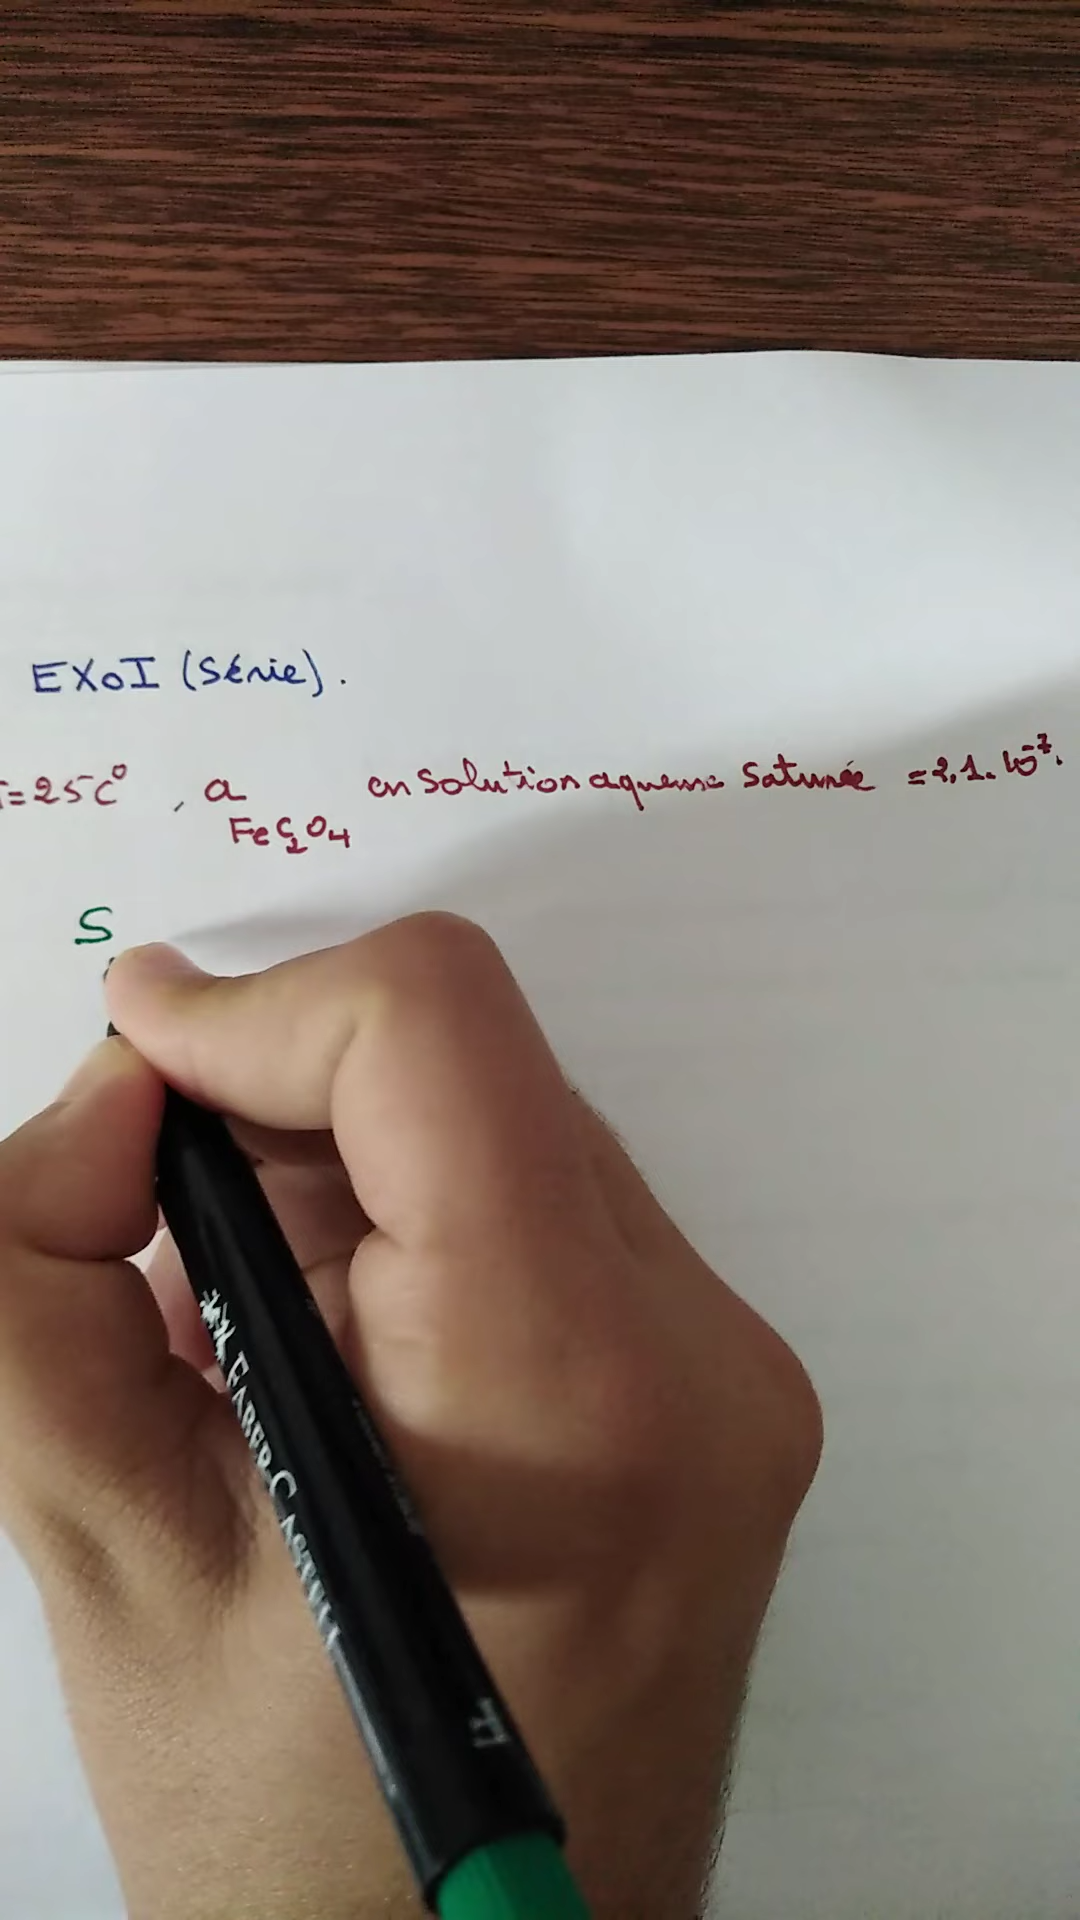 EXOI (Série).
T=25C° , a en solution aqueuse saturée = 2,1.10⁻⁷.
FeC₂O₄
S
FABER-CASTELL